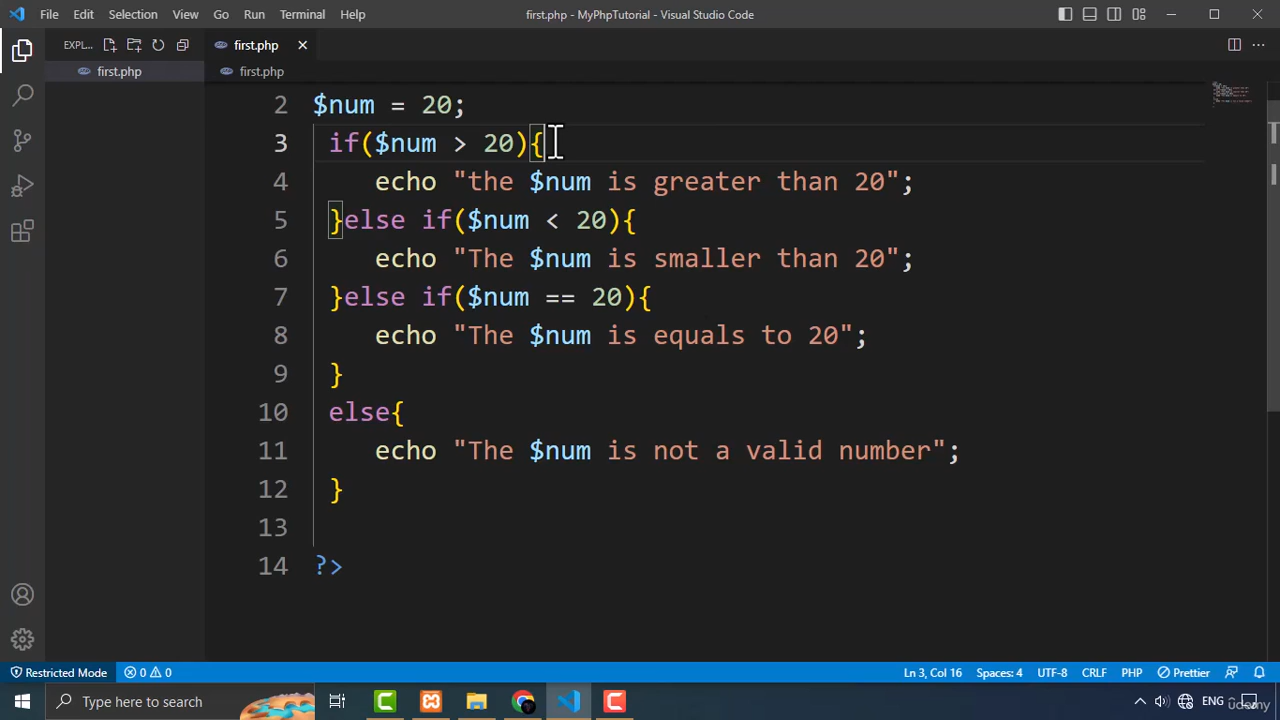 File Edit Selection View Go Run Terminal Help
first.php - MyPhpTutorial - Visual Studio Code
EXPL...
first.php
first.php
first.php
2 $num = 20;
3 if($num > 20){
4 echo "the $num is greater than 20";
5 }else if($num < 20){
6 echo "The $num is smaller than 20";
7 }else if($num == 20){
8 echo "The $num is equals to 20";
9 }
10 else{
11 echo "The $num is not a valid number";
12 }
13
14 ?>
Restricted Mode 0 0 Ln 3, Col 16 Spaces: 4 UTF-8 CRLF PHP Prettier
Type here to search ENG
udemy